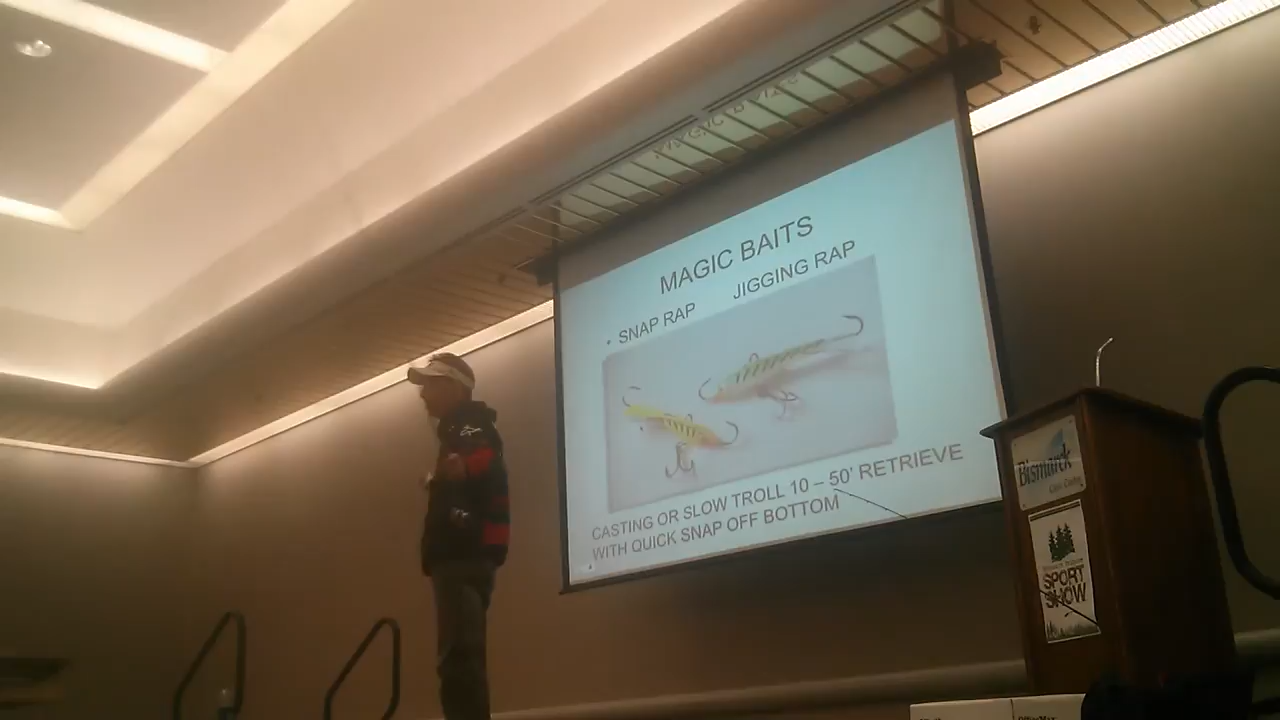 MAGIC BAITS
• SNAP RAP JIGGING RAP
CASTING OR SLOW TROLL 10 – 50' RETRIEVE
WITH QUICK SNAP OFF BOTTOM
Bismarck
SPORT
SHOW